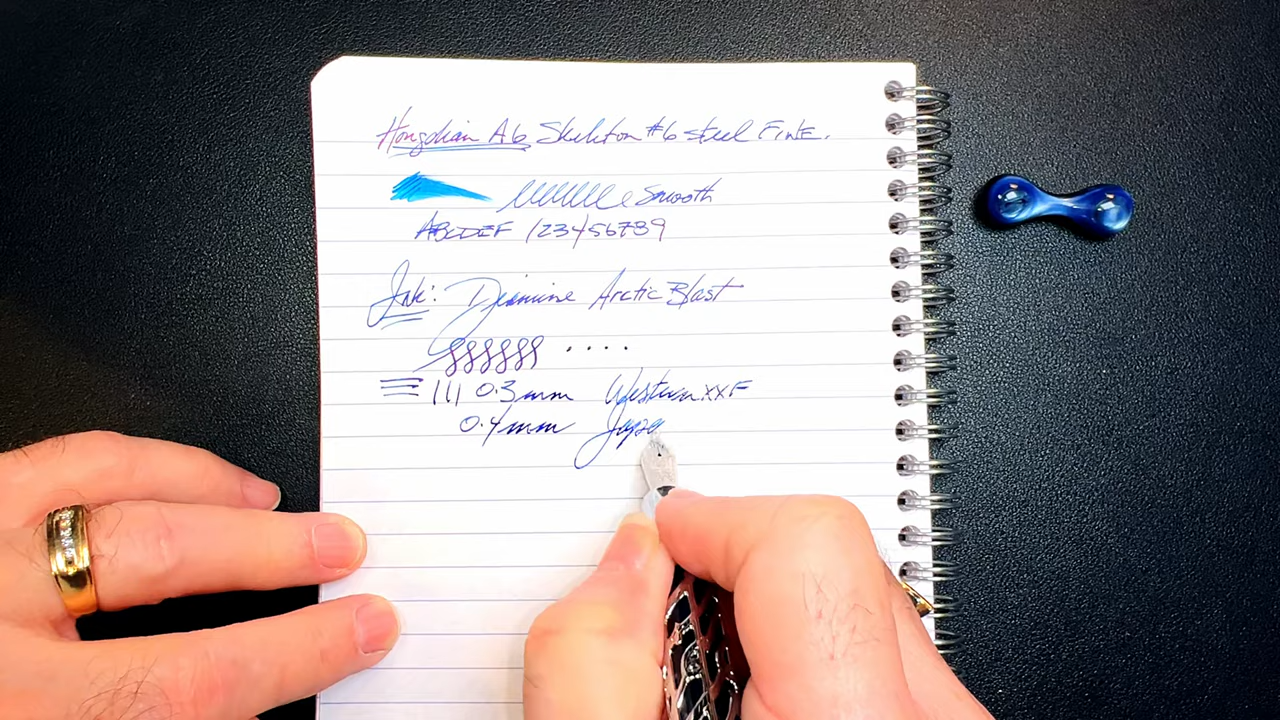 Hongdian A6 Skeleton #6 steel FINE.
Smooth
ABCDEF 123456789
Ink: Diamine Arctic Blast
0.3mm Western XXF
0.4mm Japa